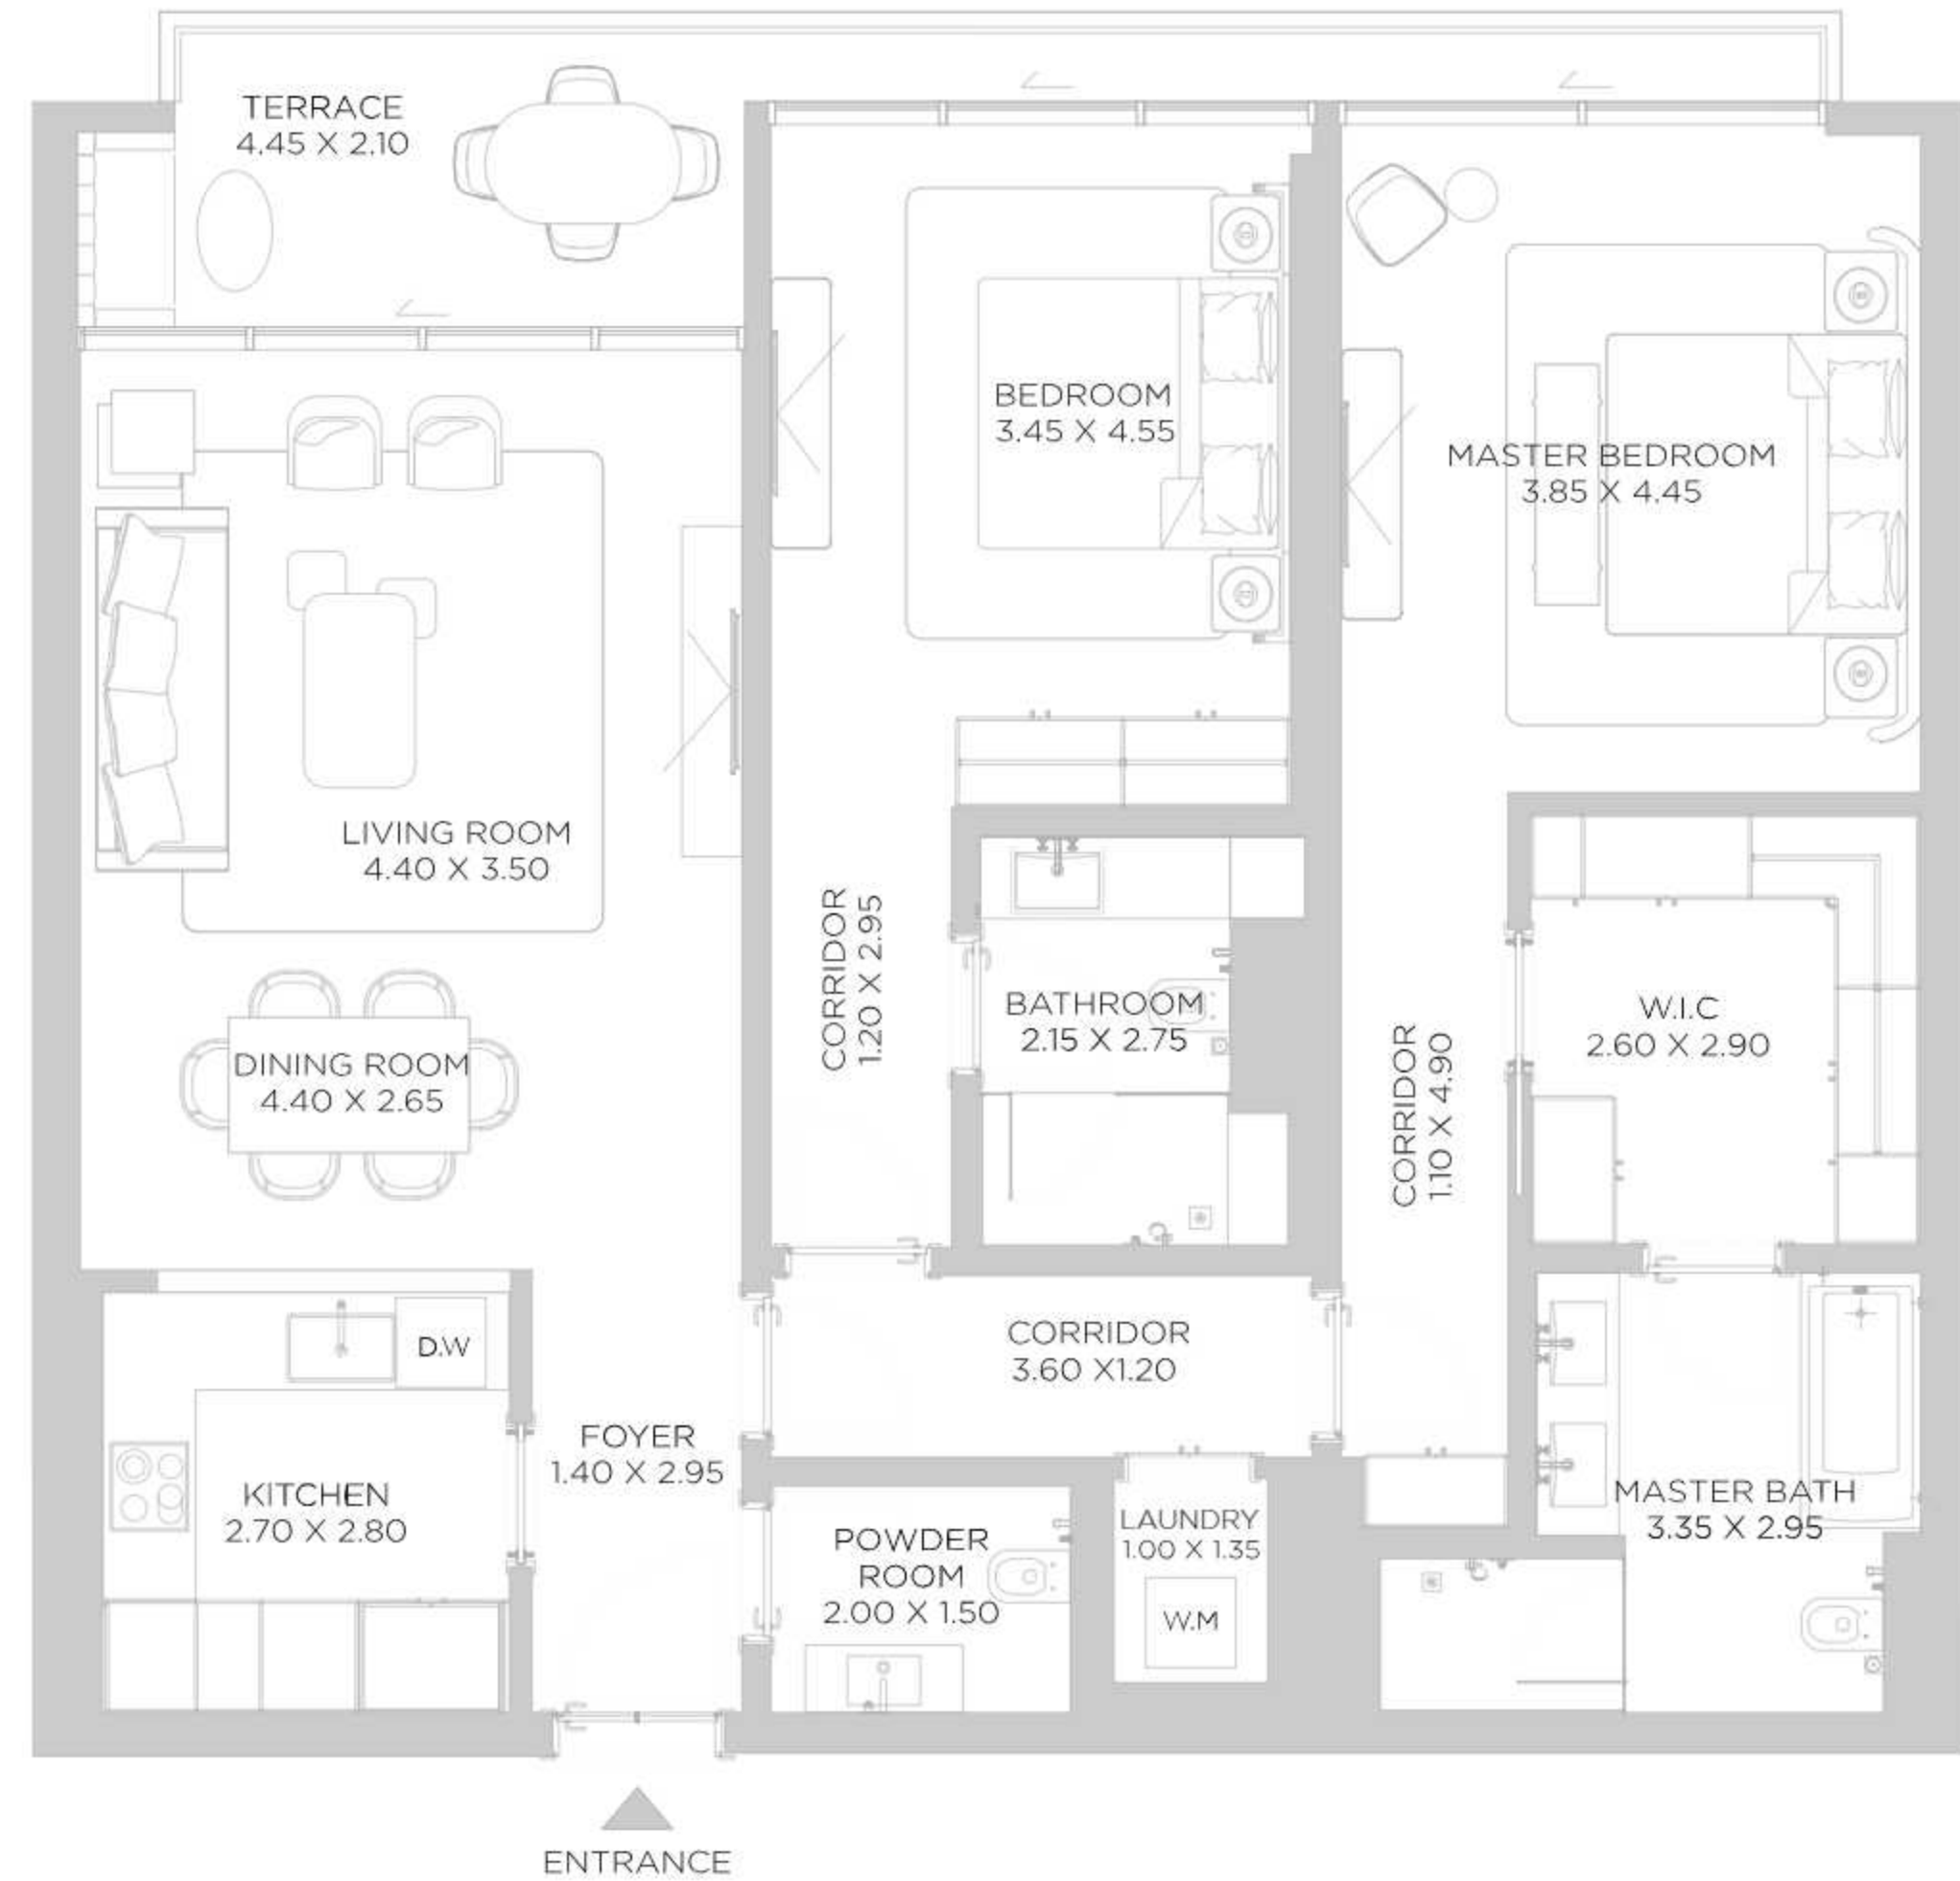 TERRACE
4.45 X 2.10
BEDROOM
3.45 X 4.55
MASTER BEDROOM
3.85 X 4.45
LIVING ROOM
4.40 X 3.50
CORRIDOR
1.20 X 2.95
BATHROOM
2.15 X 2.75
W.I.C
2.60 X 2.90
DINING ROOM
4.40 X 2.65
CORRIDOR
1.10 X 4.90
D.W
CORRIDOR
3.60 X1.20
FOYER
1.40 X 2.95
KITCHEN
2.70 X 2.80
POWDER
ROOM
2.00 X 1.50
LAUNDRY
1.00 X 1.35
W.M
MASTER BATH
3.35 X 2.95
ENTRANCE